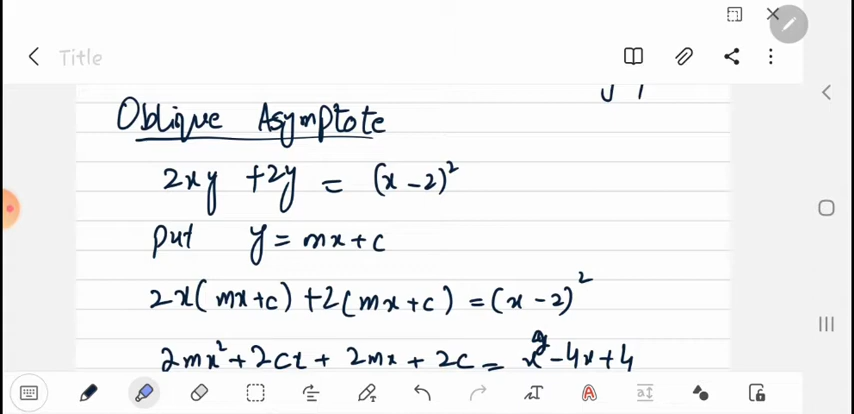 Title
Oblique Asymptote
2xy + 2y = (x - 2)²
put y = mx + c
2x(mx+c) + 2(mx+c) = (x - 2)²
2mx² + 2cx + 2mx + 2c = x² - 4x + 4